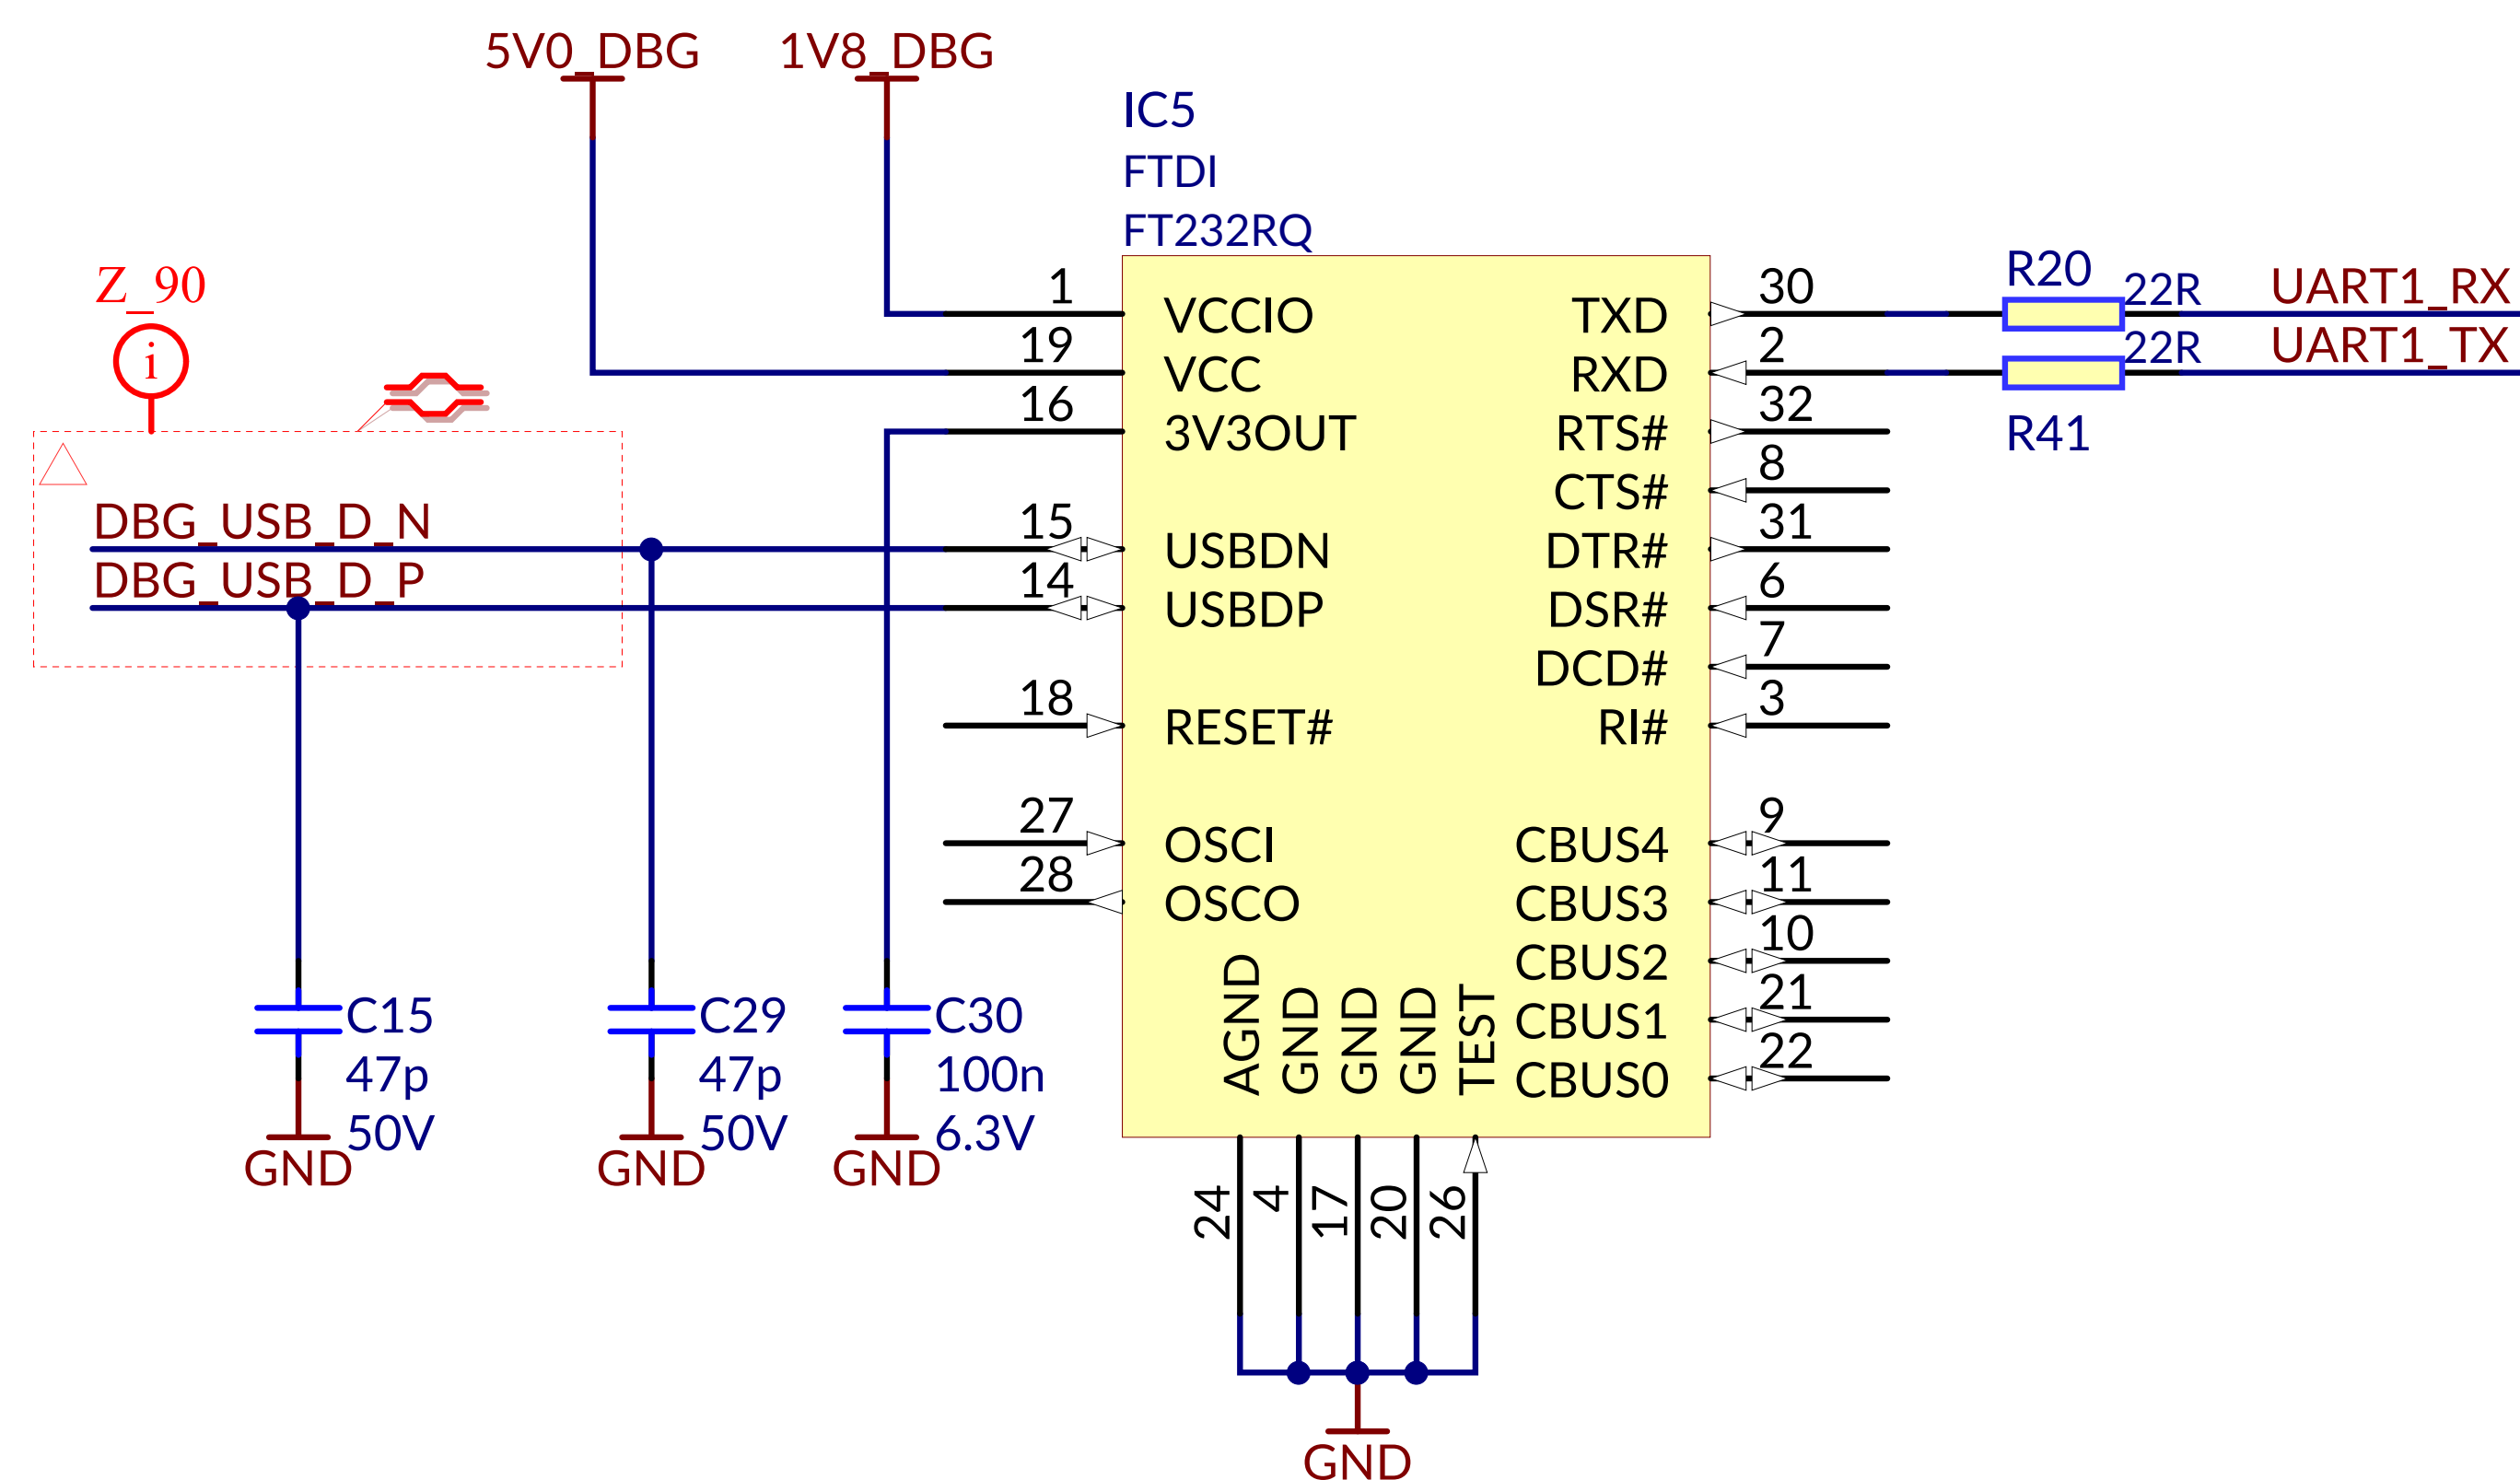 5V0_DBG
1V8_DBG
IC5
FTDI
FT232RQ
Z_90
i
1
VCCIO
19
VCC
16
3V3OUT
DBG_USB_D_N
15
USBDN
DBG_USB_D_P
14
USBDP
18
RESET#
27
OSCI
28
OSCO
TXD
30
R20
22R
UART1_RX
RXD
2
22R
UART1_TX
R41
RTS#
32
CTS#
8
DTR#
31
DSR#
6
DCD#
7
RI#
3
CBUS4
9
CBUS3
11
CBUS2
10
CBUS1
21
CBUS0
22
AGND
GND
GND
GND
TEST
24
4
17
20
26
GND
C15
47p
50V
GND
C29
47p
50V
GND
C30
100n
6.3V
GND